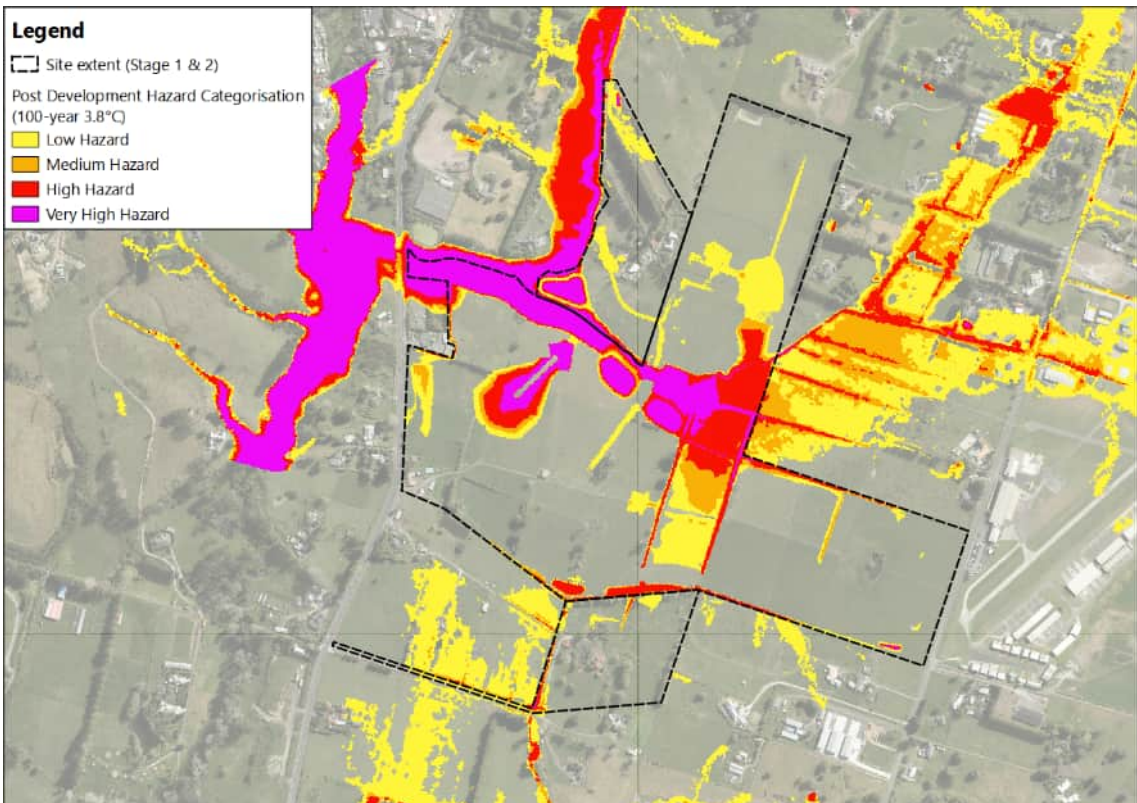 Legend
Site extent (Stage 1 & 2)
Post Development Hazard Categorisation
(100-year 3.8°C)
Low Hazard
Medium Hazard
High Hazard
Very High Hazard